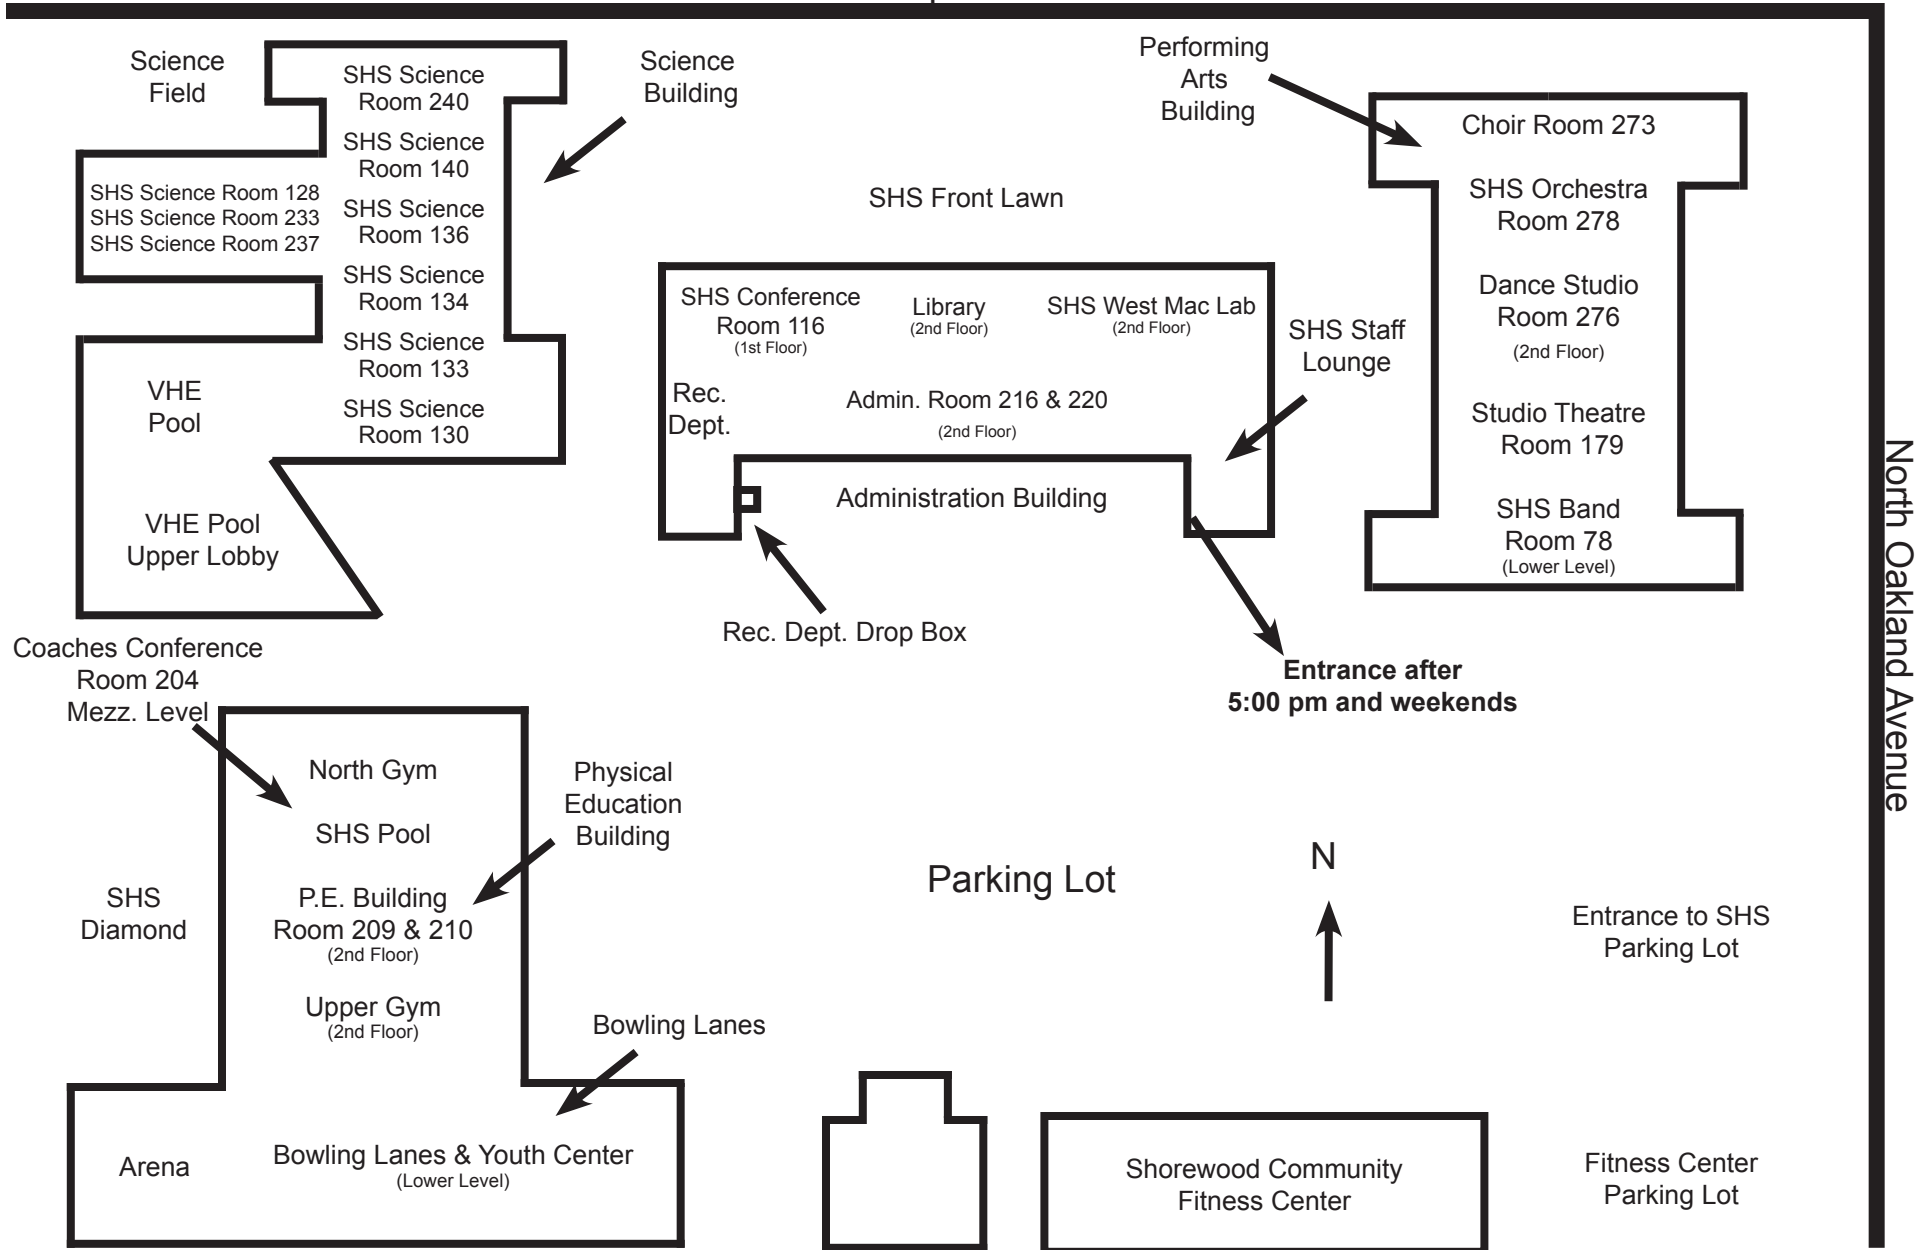 Science
Field
SHS Science
Room 240
SHS Science
Room 140
SHS Science
Room 136
SHS Science
Room 134
SHS Science
Room 133
SHS Science
Room 130
SHS Science Room 128
SHS Science Room 233
SHS Science Room 237
Science
Building
VHE
Pool
VHE Pool
Upper Lobby
SHS Front Lawn
Performing
Arts
Building
Choir Room 273
SHS Orchestra
Room 278
Dance Studio
Room 276
(2nd Floor)
Studio Theatre
Room 179
SHS Band
Room 78
(Lower Level)
SHS Conference
Room 116
(1st Floor)
Library
(2nd Floor)
SHS West Mac Lab
(2nd Floor)
SHS Staff
Lounge
Rec.
Dept.
Admin. Room 216 & 220
(2nd Floor)
Administration Building
Rec. Dept. Drop Box
Entrance after
5:00 pm and weekends
North Oakland Avenue
Coaches Conference
Room 204
Mezz. Level
North Gym
SHS Pool
Physical
Education
Building
P.E. Building
Room 209 & 210
(2nd Floor)
Upper Gym
(2nd Floor)
SHS
Diamond
Bowling Lanes
Arena
Bowling Lanes & Youth Center
(Lower Level)
Parking Lot
N
Entrance to SHS
Parking Lot
Shorewood Community
Fitness Center
Fitness Center
Parking Lot